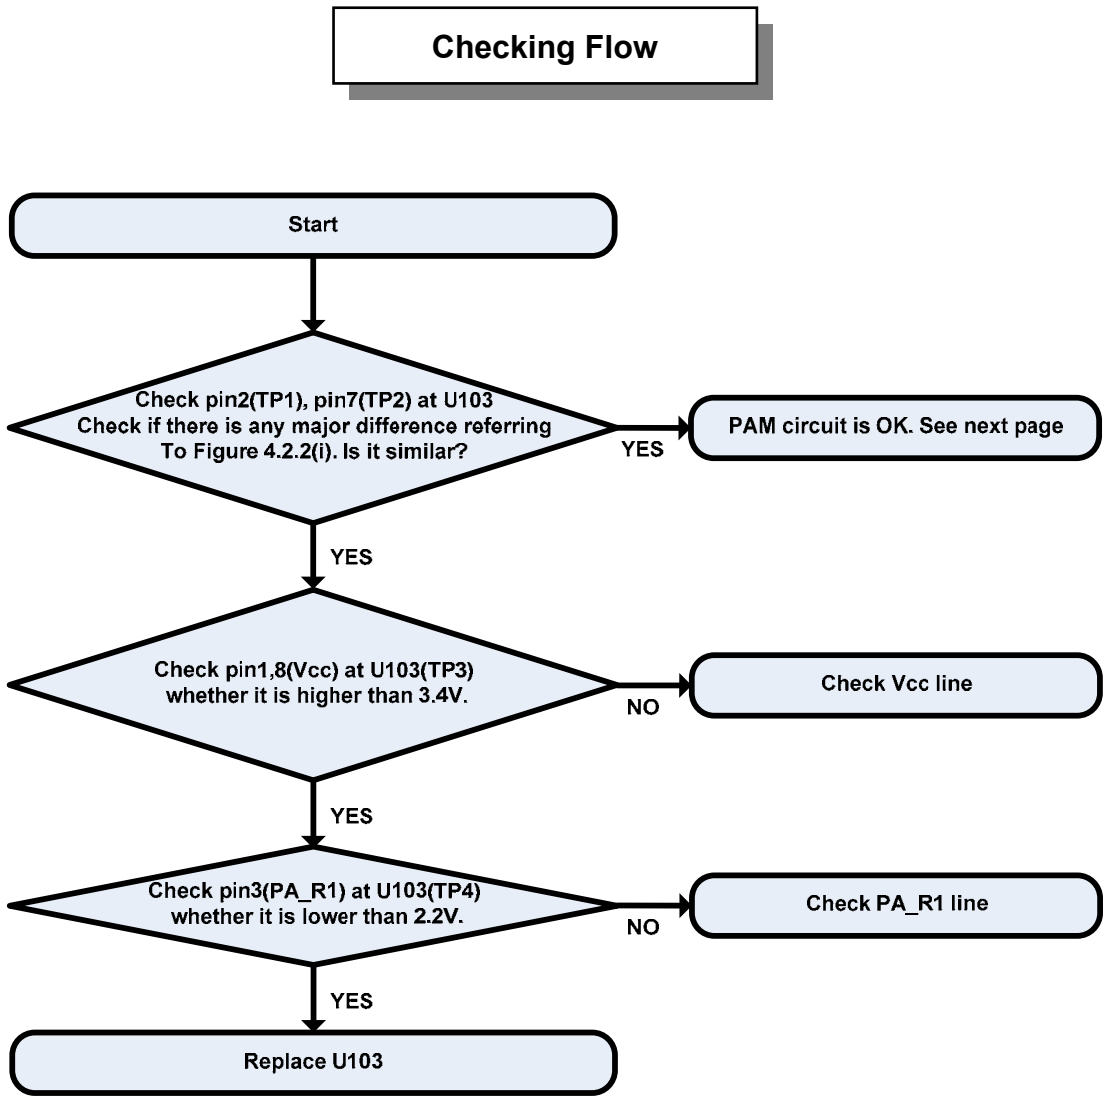 Checking Flow
Start
Check pin2(TP1), pin7(TP2) at U103
Check if there is any major difference referring
To Figure 4.2.2(i). Is it similar?
YES
PAM circuit is OK. See next page
YES
Check pin1,8(Vcc) at U103(TP3)
whether it is higher than 3.4V.
NO
Check Vcc line
YES
Check pin3(PA_R1) at U103(TP4)
whether it is lower than 2.2V.
NO
Check PA_R1 line
YES
Replace U103